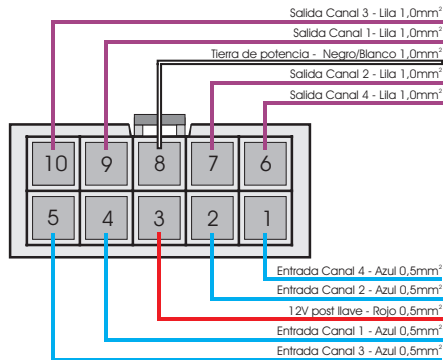 Salida Canal 3 - Lila 1,0mm²
Salida Canal 1- Lila 1,0mm²
Tierra de potencia - Negro/Blanco 1,0mm²
Salida Canal 2 - Lila 1,0mm²
Salida Canal 4 - Lila 1,0mm²
10 9 8 7 6
5 4 3 2 1
Entrada Canal 4 - Azul 0,5mm²
Entrada Canal 2 - Azul 0,5mm²
12V post llave - Rojo 0,5mm²
Entrada Canal 1 - Azul 0,5mm²
Entrada Canal 3 - Azul 0,5mm²